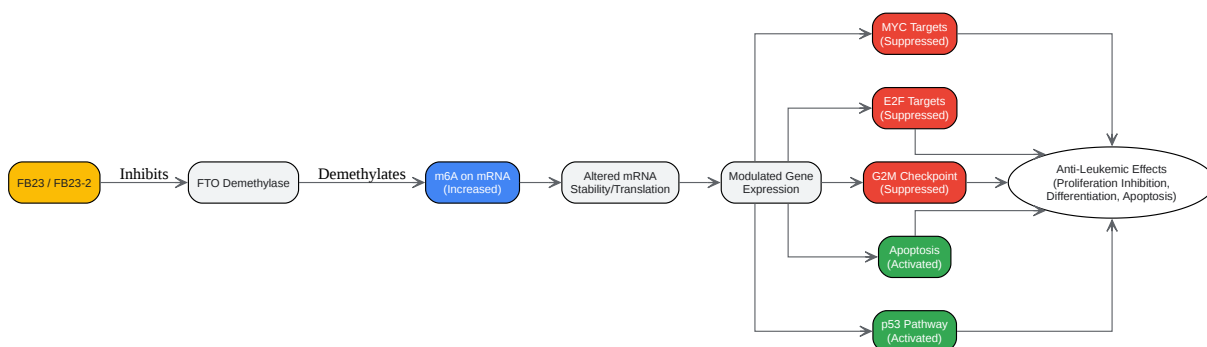 FB23 / FB23-2
Inhibits
FTO Demethylase
Demethylates
m6A on mRNA
(Increased)
Altered mRNA
Stability/Translation
Modulated Gene
Expression
MYC Targets
(Suppressed)
E2F Targets
(Suppressed)
G2M Checkpoint
(Suppressed)
Apoptosis
(Activated)
p53 Pathway
(Activated)
Anti-Leukemic Effects
(Proliferation Inhibition,
Differentiation, Apoptosis)